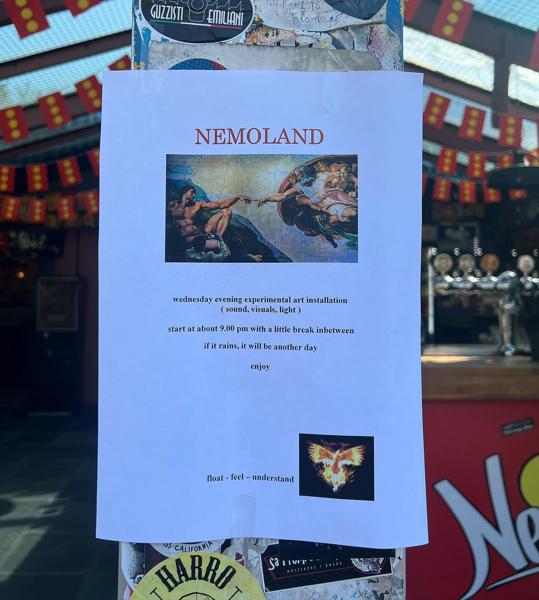 GUZZISTI EMILIANI
NEMOLAND
wednesday evening experimental art installation
( sound, visuals, light )
start at about 9.00 pm with a little break inbetween
if it rains, it will be another day
enjoy
float - feel – understand
CALIFORNIA
HARRO
Ne